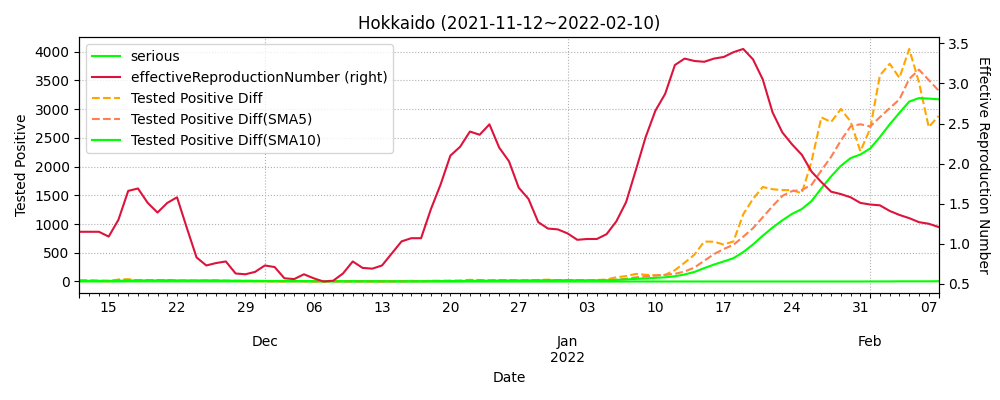 Hokkaido (2021-11-12~2022-02-10)
Tested Positive
4000
3500
3000
2500
2000
1500
1000
500
0
serious
effectiveReproductionNumber (right)
Tested Positive Diff
Tested Positive Diff(SMA5)
Tested Positive Diff(SMA10)
3.5
3.0
2.5
2.0
1.5
1.0
0.5
Effective Reproduction Number
15 22 29 06 13 20 27 03 10 17 24 31 07
Dec Jan Feb
2022
Date